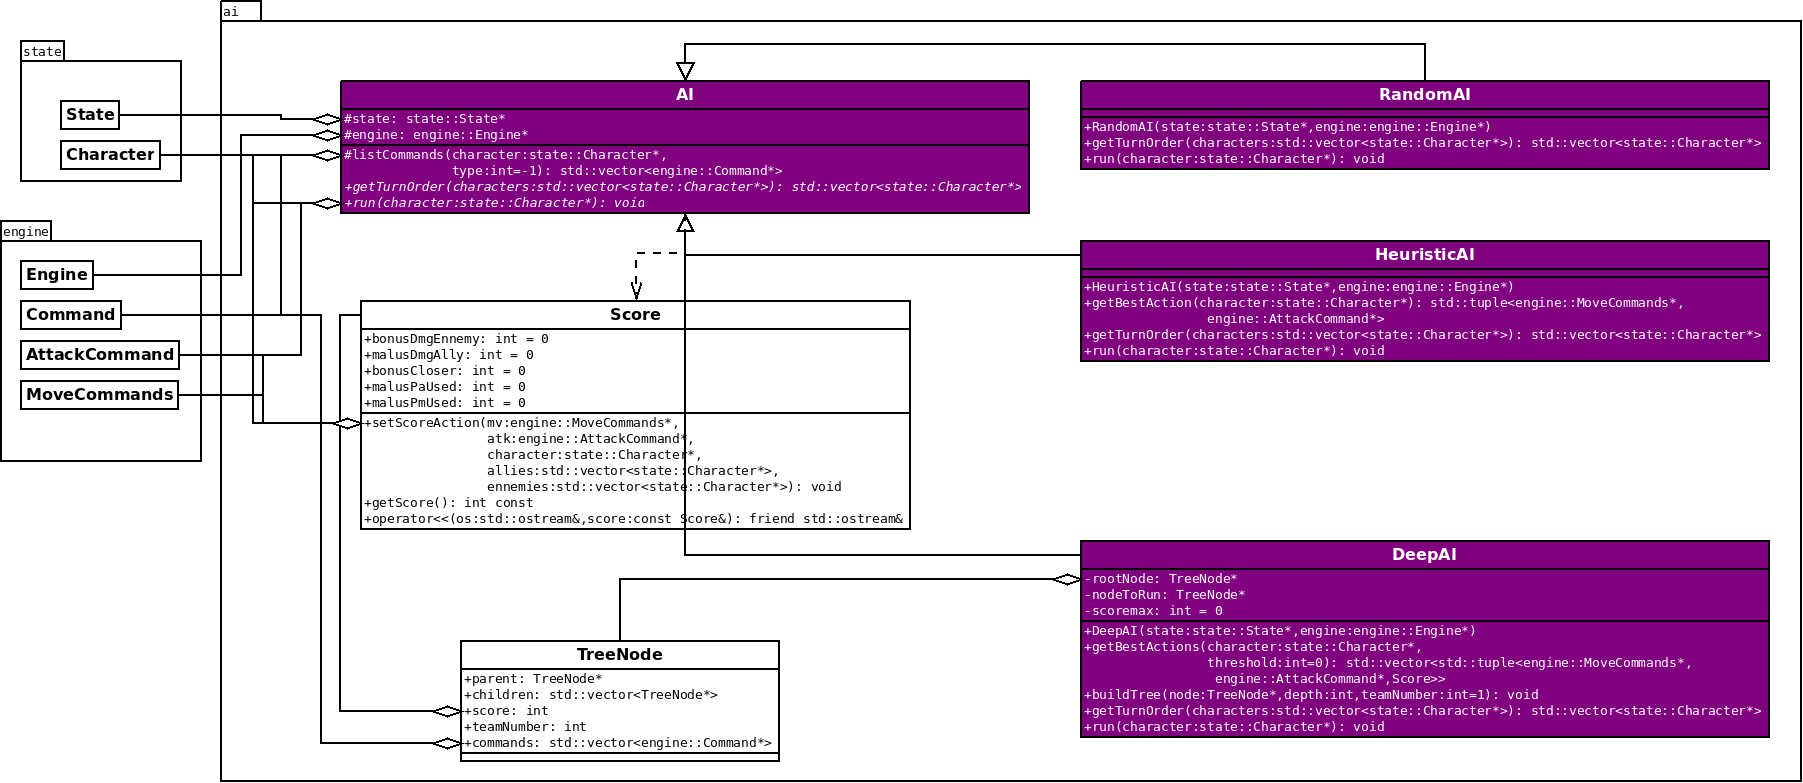 ai
state
State
Character
engine
Engine
Command
AttackCommand
MoveCommands
AI
#state: state::State*
#engine: engine::Engine*
#listCommands(character:state::Character*,
type:int=-1): std::vector<engine::Command*>
+getTurnOrder(characters:std::vector<state::Character*>): std::vector<state::Character*>
+run(character:state::Character*): void
RandomAI
+RandomAI(state:state::State*,engine:engine::Engine*)
+getTurnOrder(characters:std::vector<state::Character*>): std::vector<state::Character*>
+run(character:state::Character*): void
HeuristicAI
+HeuristicAI(state:state::State*,engine:engine::Engine*)
+getBestAction(character:state::Character*): std::tuple<engine::MoveCommands*,
engine::AttackCommand*>
+getTurnOrder(characters:std::vector<state::Character*>): std::vector<state::Character*>
+run(character:state::Character*): void
Score
+bonusDmgEnnemy: int = 0
+malusDmgAlly: int = 0
+bonusCloser: int = 0
+malusPaUsed: int = 0
+malusPmUsed: int = 0
+setScoreAction(mv:engine::MoveCommands*,
atk:engine::AttackCommand*,
character:state::Character*,
allies:std::vector<state::Character*>,
ennemies:std::vector<state::Character*>): void
+getScore(): int const
+operator<<(os:std::ostream&,score:const Score&): friend std::ostream&
DeepAI
-rootNode: TreeNode*
-nodeToRun: TreeNode*
-scoremax: int = 0
+DeepAI(state:state::State*,engine:engine::Engine*)
+getBestActions(character:state::Character*,
threshold:int=0): std::vector<std::tuple<engine::MoveCommands*,
engine::AttackCommand*,Score>>
+buildTree(node:TreeNode*,depth:int,teamNumber:int=1): void
+getTurnOrder(characters:std::vector<state::Character*>): std::vector<state::Character*>
+run(character:state::Character*): void
TreeNode
+parent: TreeNode*
+children: std::vector<TreeNode*>
+score: int
+teamNumber: int
+commands: std::vector<engine::Command*>